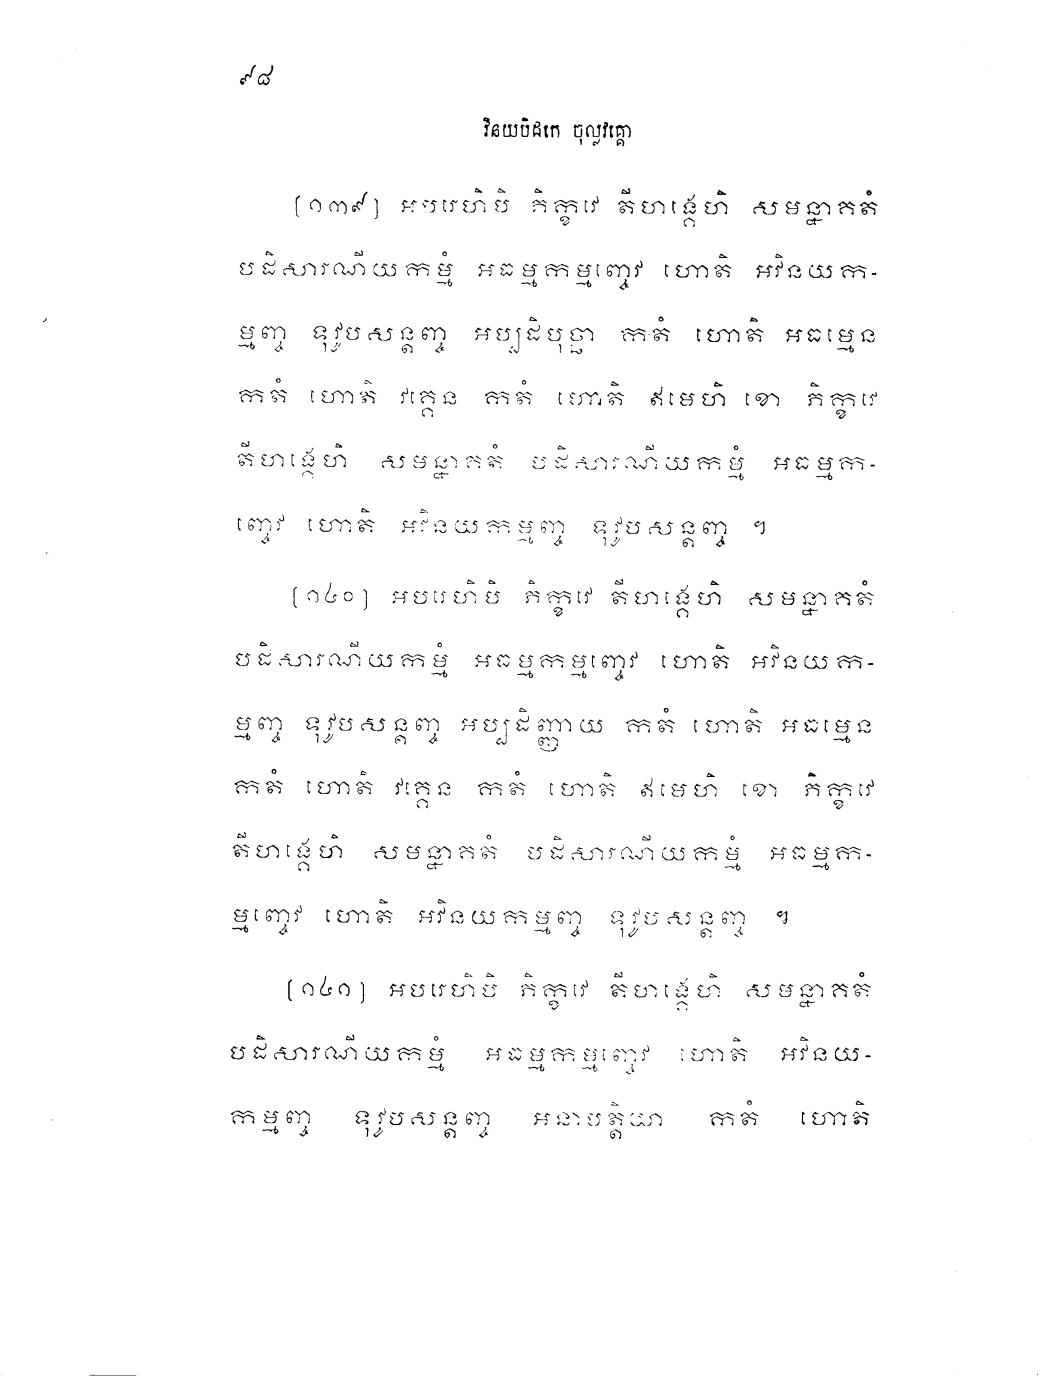 ៩៨
វិនយបិដកេ ចុល្លវគ្គោ
[១៣៩] អបរេហិបិ ភិក្ខវេ តីហង្គេហិ សមន្នាគតំ
បដិសារណីយកម្មំ អធម្មកម្មញ្ចេវ ហោតិ អវិនយក-
ម្មញ្ច ទុវូបសន្តញ្ច អប្បដិបុច្ឆា កតំ ហោតិ អធម្មេន
កតំ ហោតិ វគ្គេន កតំ ហោតិ ឥមេហិ ខោ ភិក្ខវេ
តីហង្គេហិ សមន្នាគតំ បដិសារណីយកម្មំ អធម្មក-
ញ្ចេវ ហោតិ អវិនយកម្មញ្ច ទុវូបសន្តញ្ច ។
[១៤០] អបរេហិបិ ភិក្ខវេ តីហង្គេហិ សមន្នាគតំ
បដិសារណីយកម្មំ អធម្មកម្មញ្ចេវ ហោតិ អវិនយក-
ម្មញ្ច ទុវូបសន្តញ្ច អប្បដិញ្ញាយ កតំ ហោតិ អធម្មេន
កតំ ហោតិ វគ្គេន កតំ ហោតិ ឥមេហិ ខោ ភិក្ខវេ
តីហង្គេហិ សមន្នាគតំ បដិសារណីយកម្មំ អធម្មក-
ម្មញ្ចេវ ហោតិ អវិនយកម្មញ្ច ទុវូបសន្តញ្ច ។
[១៤១] អបរេហិបិ ភិក្ខវេ តីហង្គេហិ សមន្នាគតំ
បដិសារណីយកម្មំ អធម្មកម្មញ្ចេវ ហោតិ អវិនយ-
កម្មញ្ច ទុវូបសន្តញ្ច អនាបត្តិយា កតំ ហោតិ